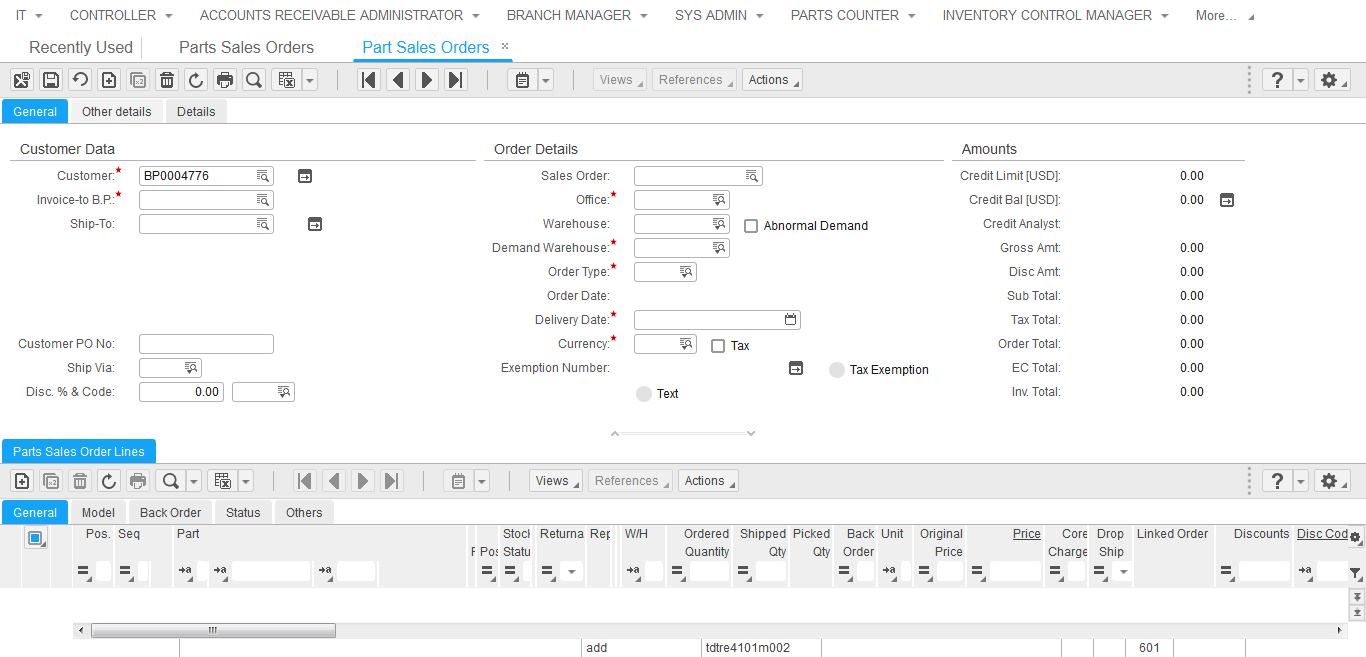 IT CONTROLLER ACCOUNTS RECEIVABLE ADMINISTRATOR BRANCH MANAGER SYS ADMIN PARTS COUNTER INVENTORY CONTROL MANAGER More...
Recently Used Parts Sales Orders Part Sales Orders ×
Views References Actions ?
General Other details Details
Customer Data Order Details Amounts
Customer:* BP0004776 Sales Order: Credit Limit [USD]: 0.00
Invoice-to B.P.:* Office:* Credit Bal [USD]: 0.00
Ship-To: Warehouse: Abnormal Demand Credit Analyst:
Demand Warehouse:* Gross Amt: 0.00
Order Type:* Disc Amt: 0.00
Order Date: Sub Total: 0.00
Delivery Date:* Tax Total: 0.00
Customer PO No: Currency:* Tax Order Total: 0.00
Ship Via: Exemption Number: Tax Exemption EC Total: 0.00
Disc. % & Code: 0.00 Text Inv. Total: 0.00
Parts Sales Order Lines
Views References Actions ?
General Model Back Order Status Others
Pos. Seq Part Stock Returna Rep W/H Ordered Shipped Picked Back Unit Original Price Core Drop Linked Order Discounts Disc Cod
Pos Statu Quantity Qty Qty Order Price Charge Ship
add tdtre4101m002 601